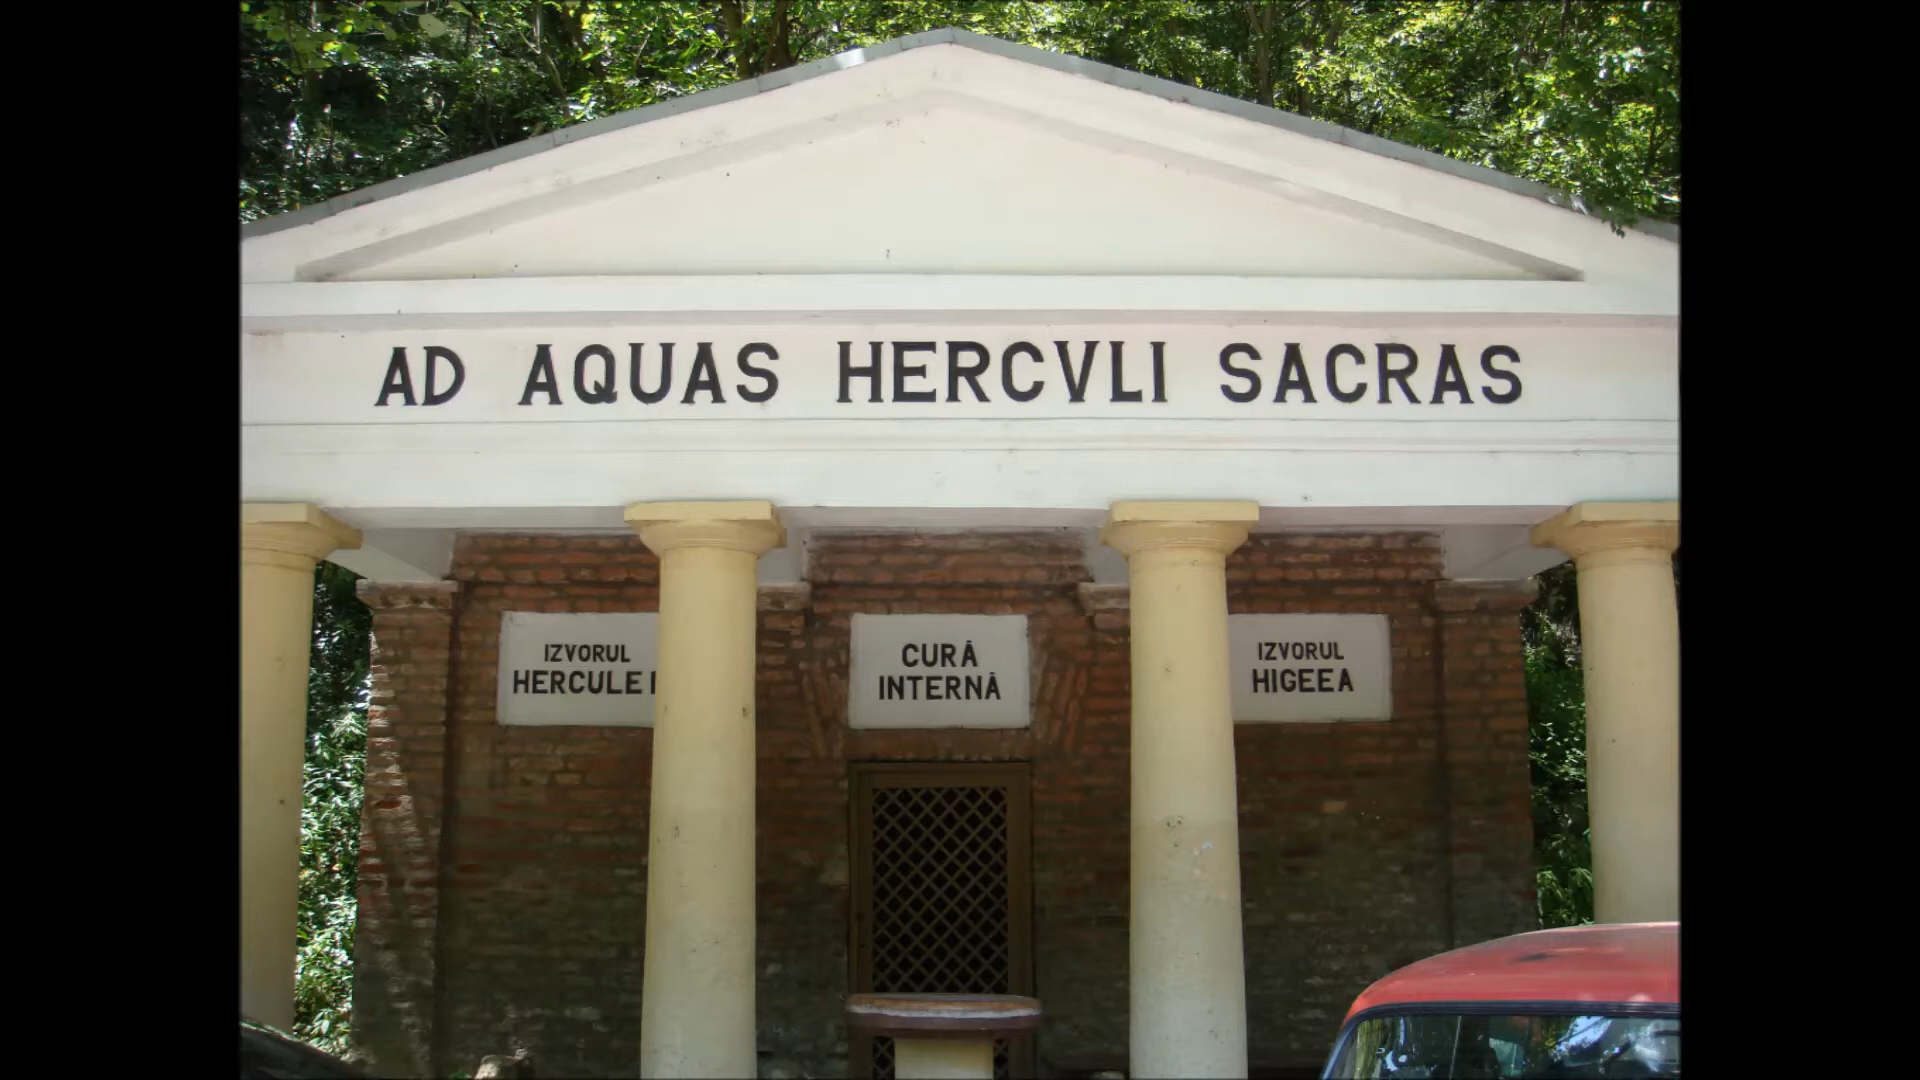 AD AQUAS HERCVLI SACRAS
IZVORUL
HERCULE I
CURĂ
INTERNĂ
IZVORUL
HIGEEA